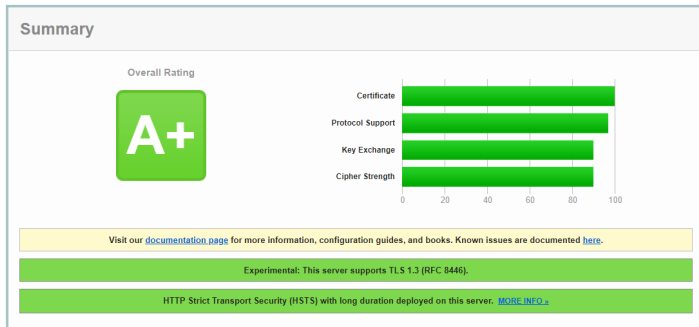 Summary
Overall Rating
A+
Certificate
Protocol Support
Key Exchange
Cipher Strength
0 20 40 60 80 100
Visit our documentation page for more information, configuration guides, and books. Known issues are documented here.
Experimental: This server supports TLS 1.3 (RFC 8446).
HTTP Strict Transport Security (HSTS) with long duration deployed on this server. MORE INFO »